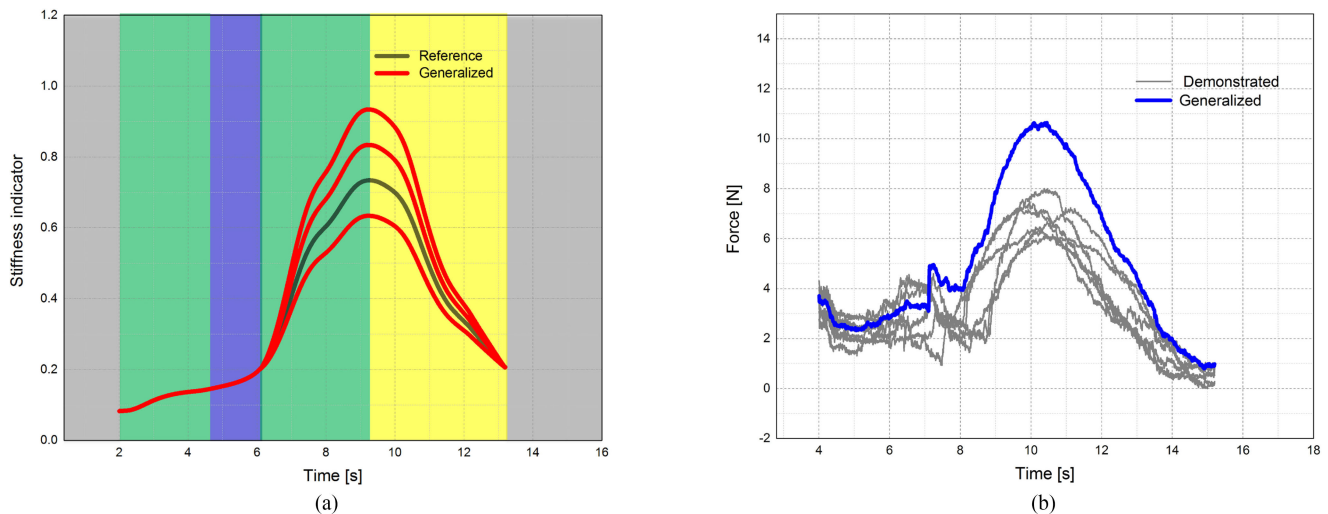 1.2
1.0
0.8
0.6
0.4
0.2
0.0
Stiffness indicator
Reference
Generalized
2 4 6 8 10 12 14 16
Time [s]
(a)
14
12
10
8
6
4
2
0
-2
Force [N]
Demonstrated
Generalized
4 6 8 10 12 14 16 18
Time [s]
(b)